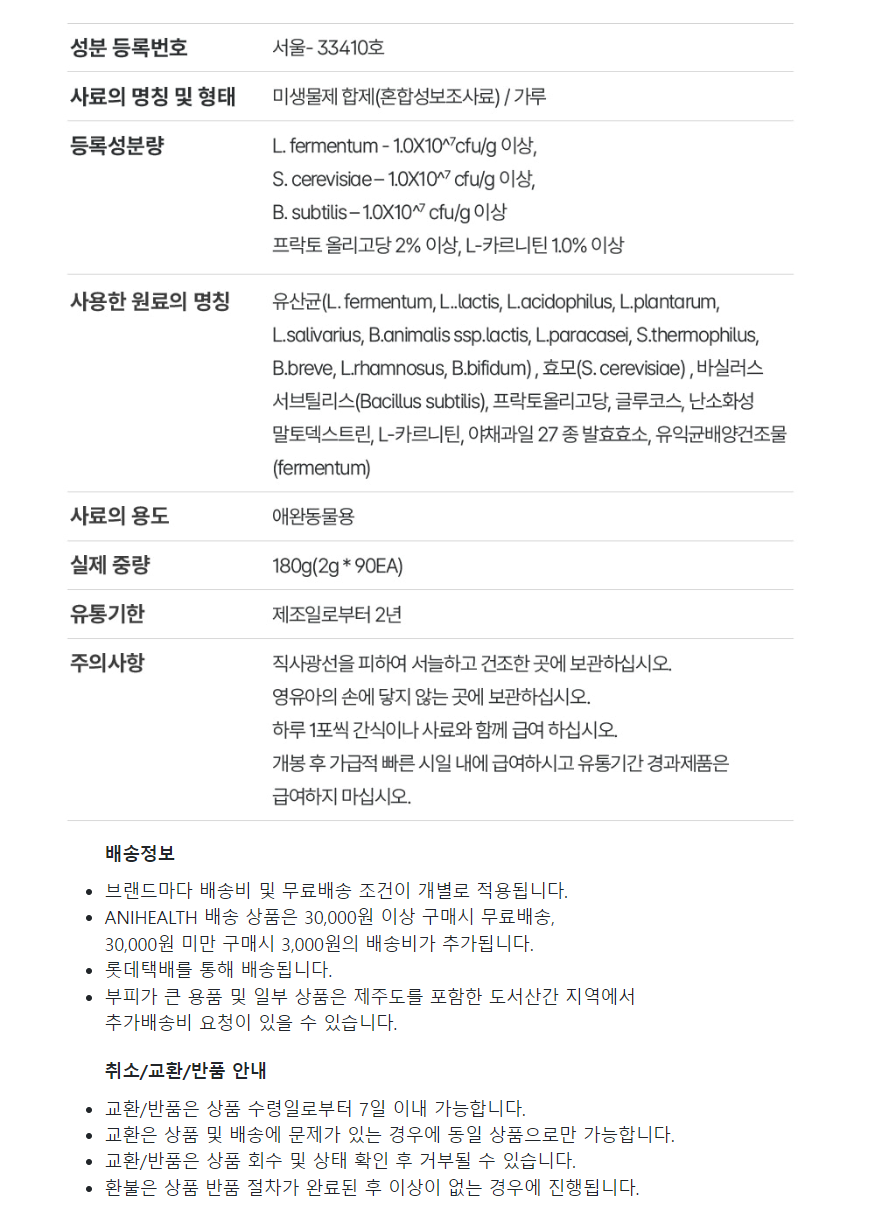 성분 등록번호 서울- 33410호
사료의 명칭 및 형태 미생물제 합제(혼합성보조사료) / 가루
등록성분량 L. fermentum - 1.0X10^⁷cfu/g 이상,
S. cerevisiae – 1.0X10^⁷ cfu/g 이상,
B. subtilis – 1.0X10^⁷ cfu/g 이상
프락토 올리고당 2% 이상, L-카르니틴 1.0% 이상
사용한 원료의 명칭 유산균(L. fermentum, L..lactis, L.acidophilus, L.plantarum,
L.salivarius, B.animalis ssp.lactis, L.paracasei, S.thermophilus,
B.breve, L.rhamnosus, B.bifidum) , 효모(S. cerevisiae) , 바실러스
서브틸리스(Bacillus subtilis), 프락토올리고당, 글루코스, 난소화성
말토덱스트린, L-카르니틴, 야채과일 27 종 발효효소, 유익균배양건조물
(fermentum)
사료의 용도 애완동물용
실제 중량 180g(2g * 90EA)
유통기한 제조일로부터 2년
주의사항 직사광선을 피하여 서늘하고 건조한 곳에 보관하십시오.
영유아의 손에 닿지 않는 곳에 보관하십시오.
하루 1포씩 간식이나 사료와 함께 급여 하십시오.
개봉 후 가급적 빠른 시일 내에 급여하시고 유통기간 경과제품은
급여하지 마십시오.
배송정보
• 브랜드마다 배송비 및 무료배송 조건이 개별로 적용됩니다.
• ANIHEALTH 배송 상품은 30,000원 이상 구매시 무료배송,
30,000원 미만 구매시 3,000원의 배송비가 추가됩니다.
• 롯데택배를 통해 배송됩니다.
• 부피가 큰 용품 및 일부 상품은 제주도를 포함한 도서산간 지역에서
추가배송비 요청이 있을 수 있습니다.
취소/교환/반품 안내
• 교환/반품은 상품 수령일로부터 7일 이내 가능합니다.
• 교환은 상품 및 배송에 문제가 있는 경우에 동일 상품으로만 가능합니다.
• 교환/반품은 상품 회수 및 상태 확인 후 거부될 수 있습니다.
• 환불은 상품 반품 절차가 완료된 후 이상이 없는 경우에 진행됩니다.